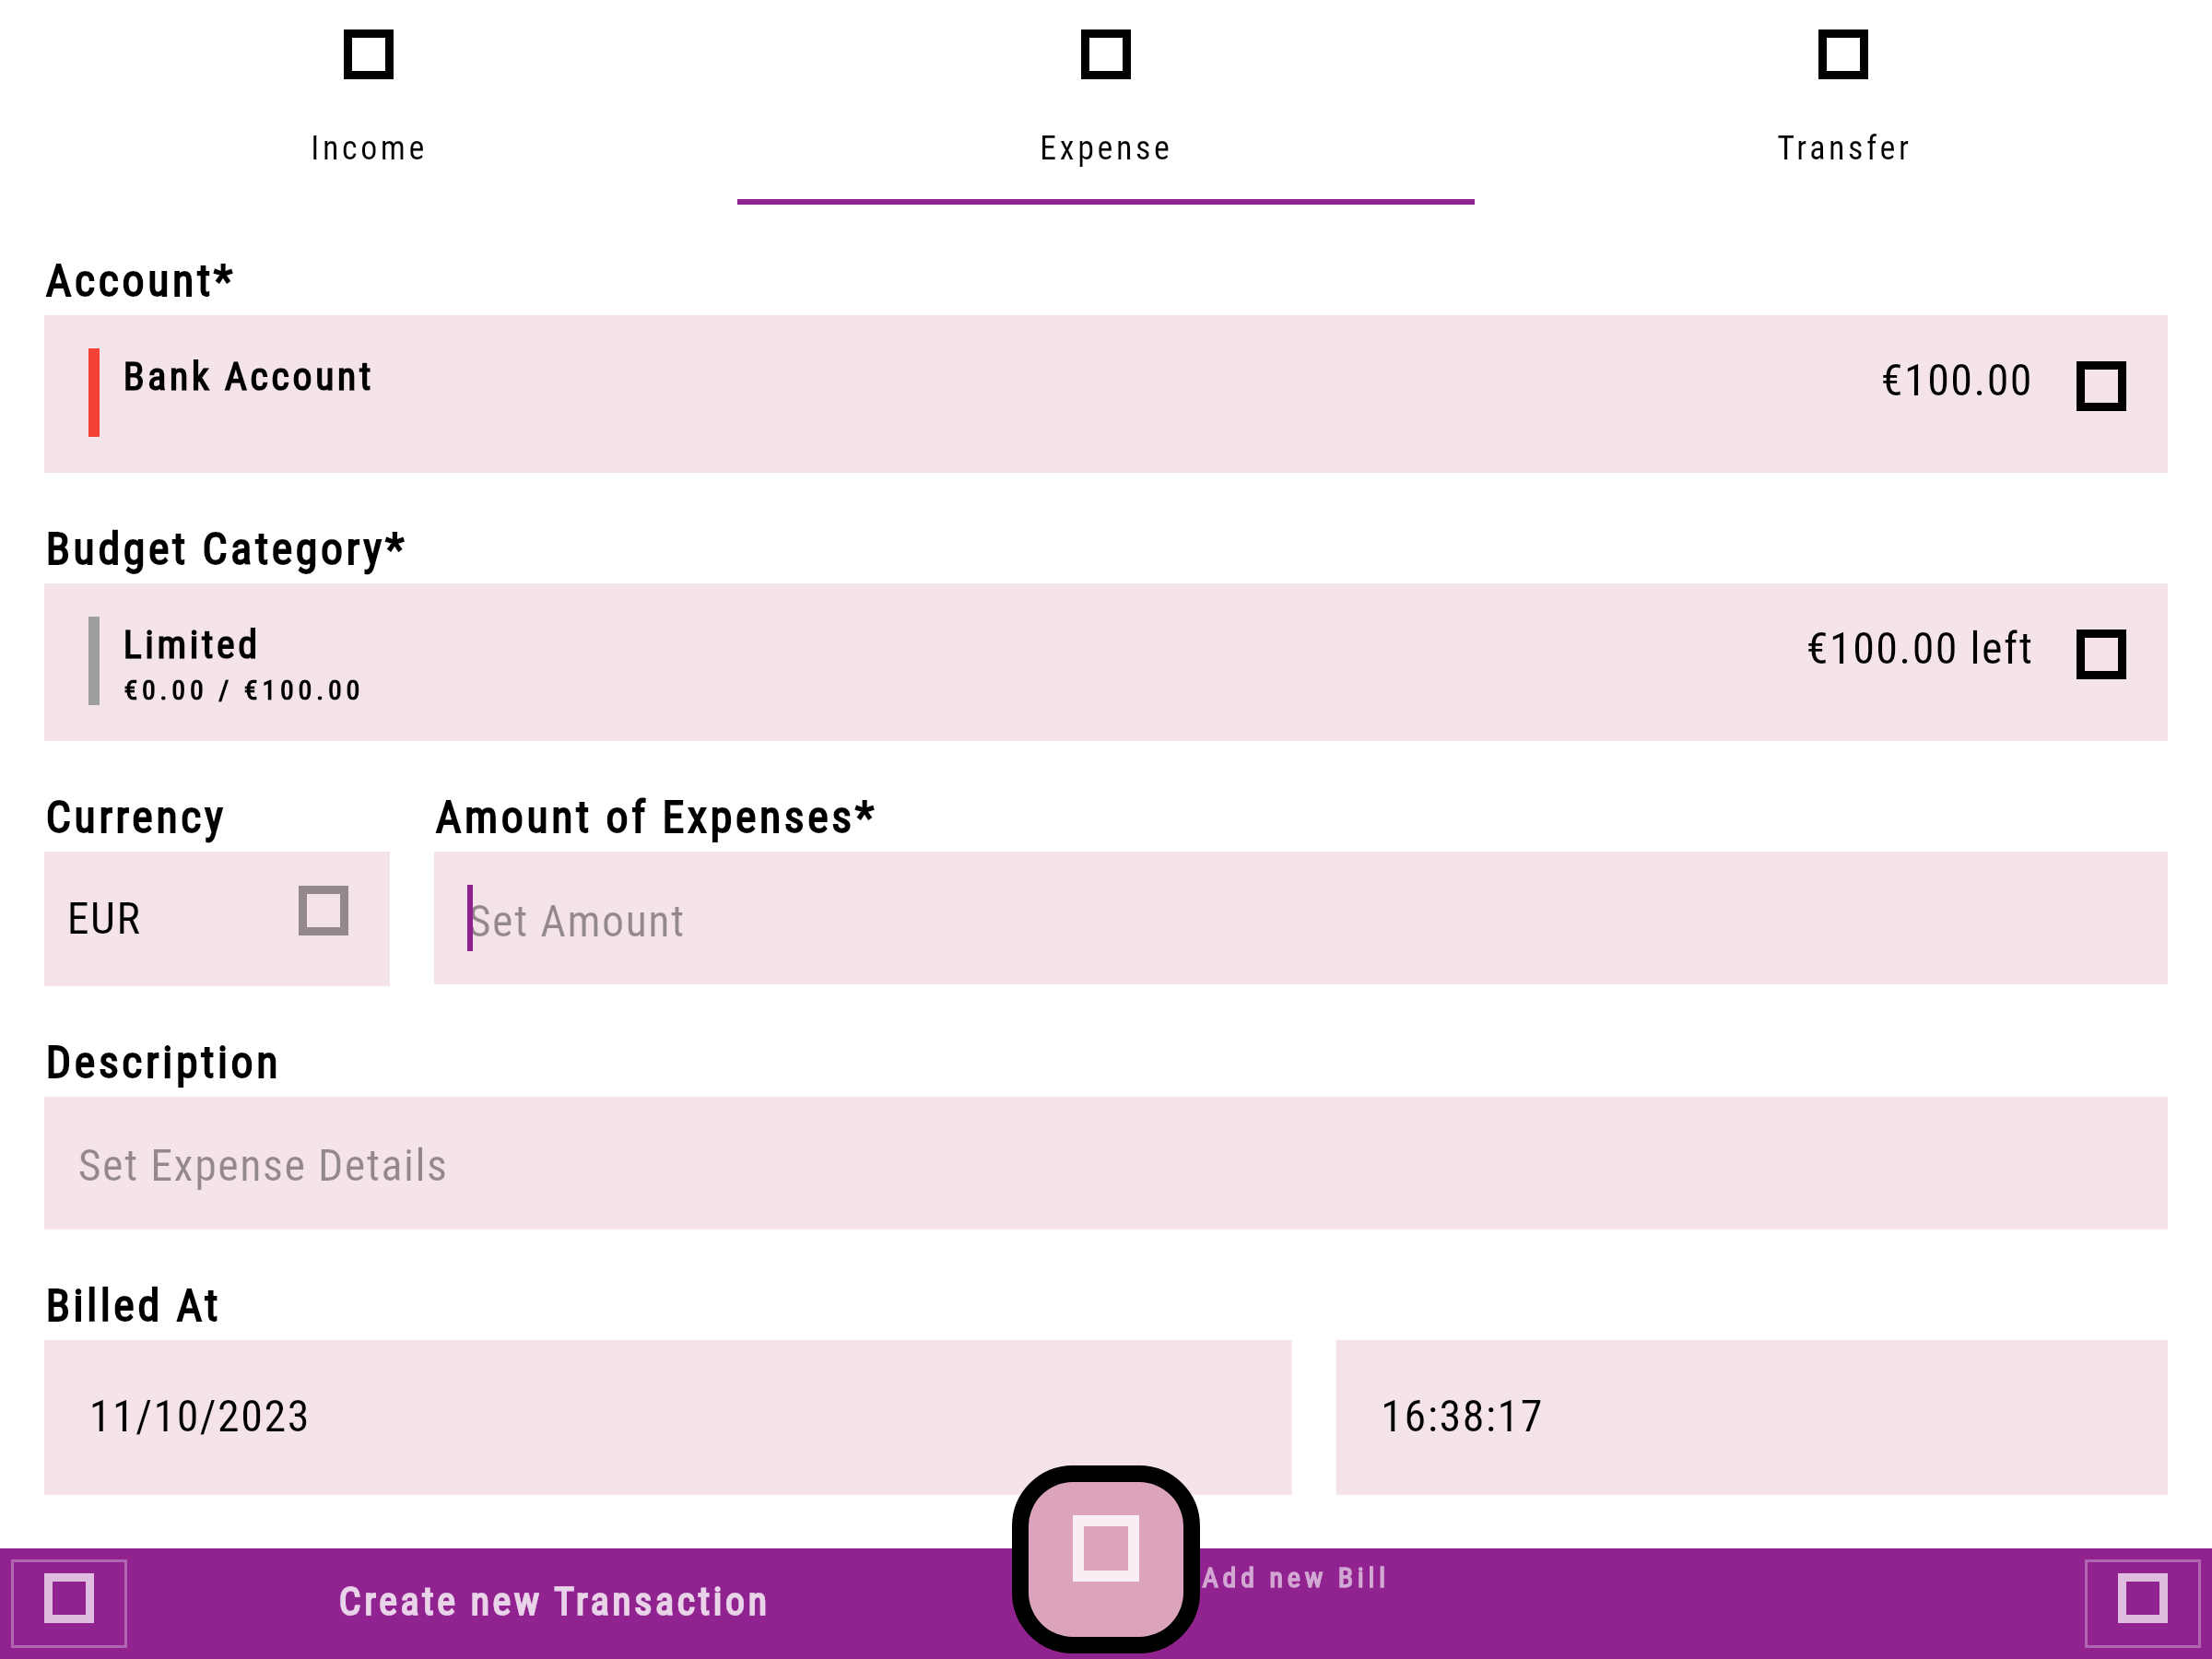 Income
Expense
Transfer
Account*
Bank Account
€100.00
Budget Category*
Limited
€0.00 / €100.00
€100.00 left
Currency
Amount of Expenses*
EUR
Set Amount
Description
Set Expense Details
Billed At
11/10/2023
16:38:17
Create new Transaction
Add new Bill